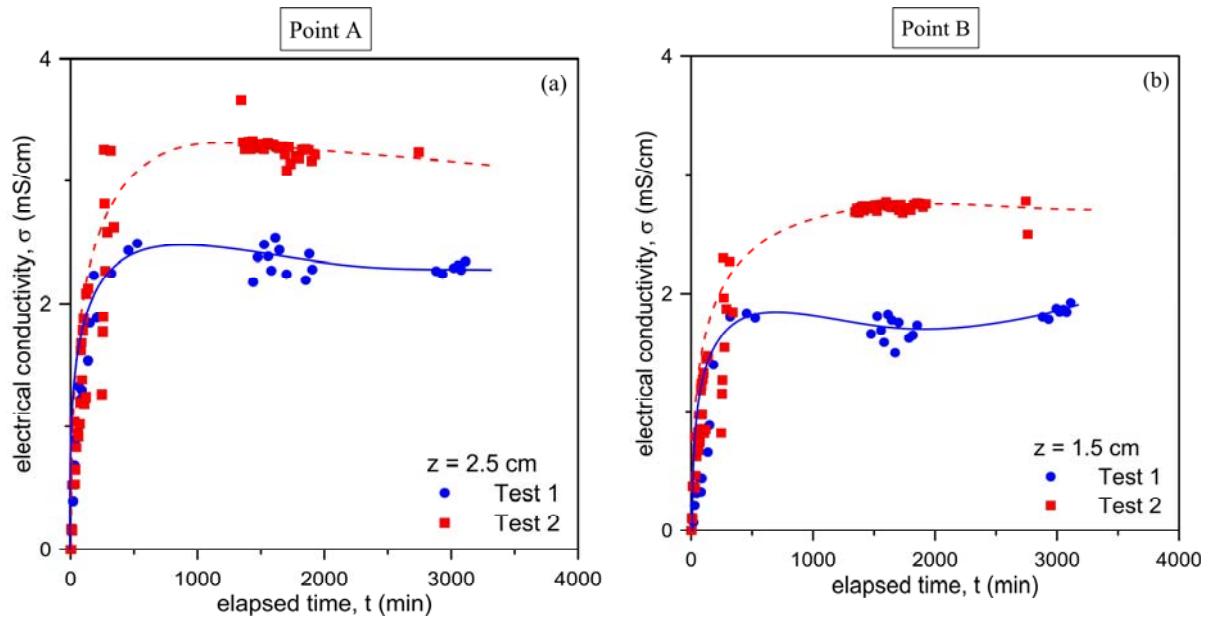 Point A
(a)
4
2
0
electrical conductivity, σ (mS/cm)
z = 2.5 cm
Test 1
Test 2
0 1000 2000 3000 4000
elapsed time, t (min)
Point B
(b)
4
2
0
electrical conductivity, σ (mS/cm)
z = 1.5 cm
Test 1
Test 2
0 1000 2000 3000 4000
elapsed time, t (min)